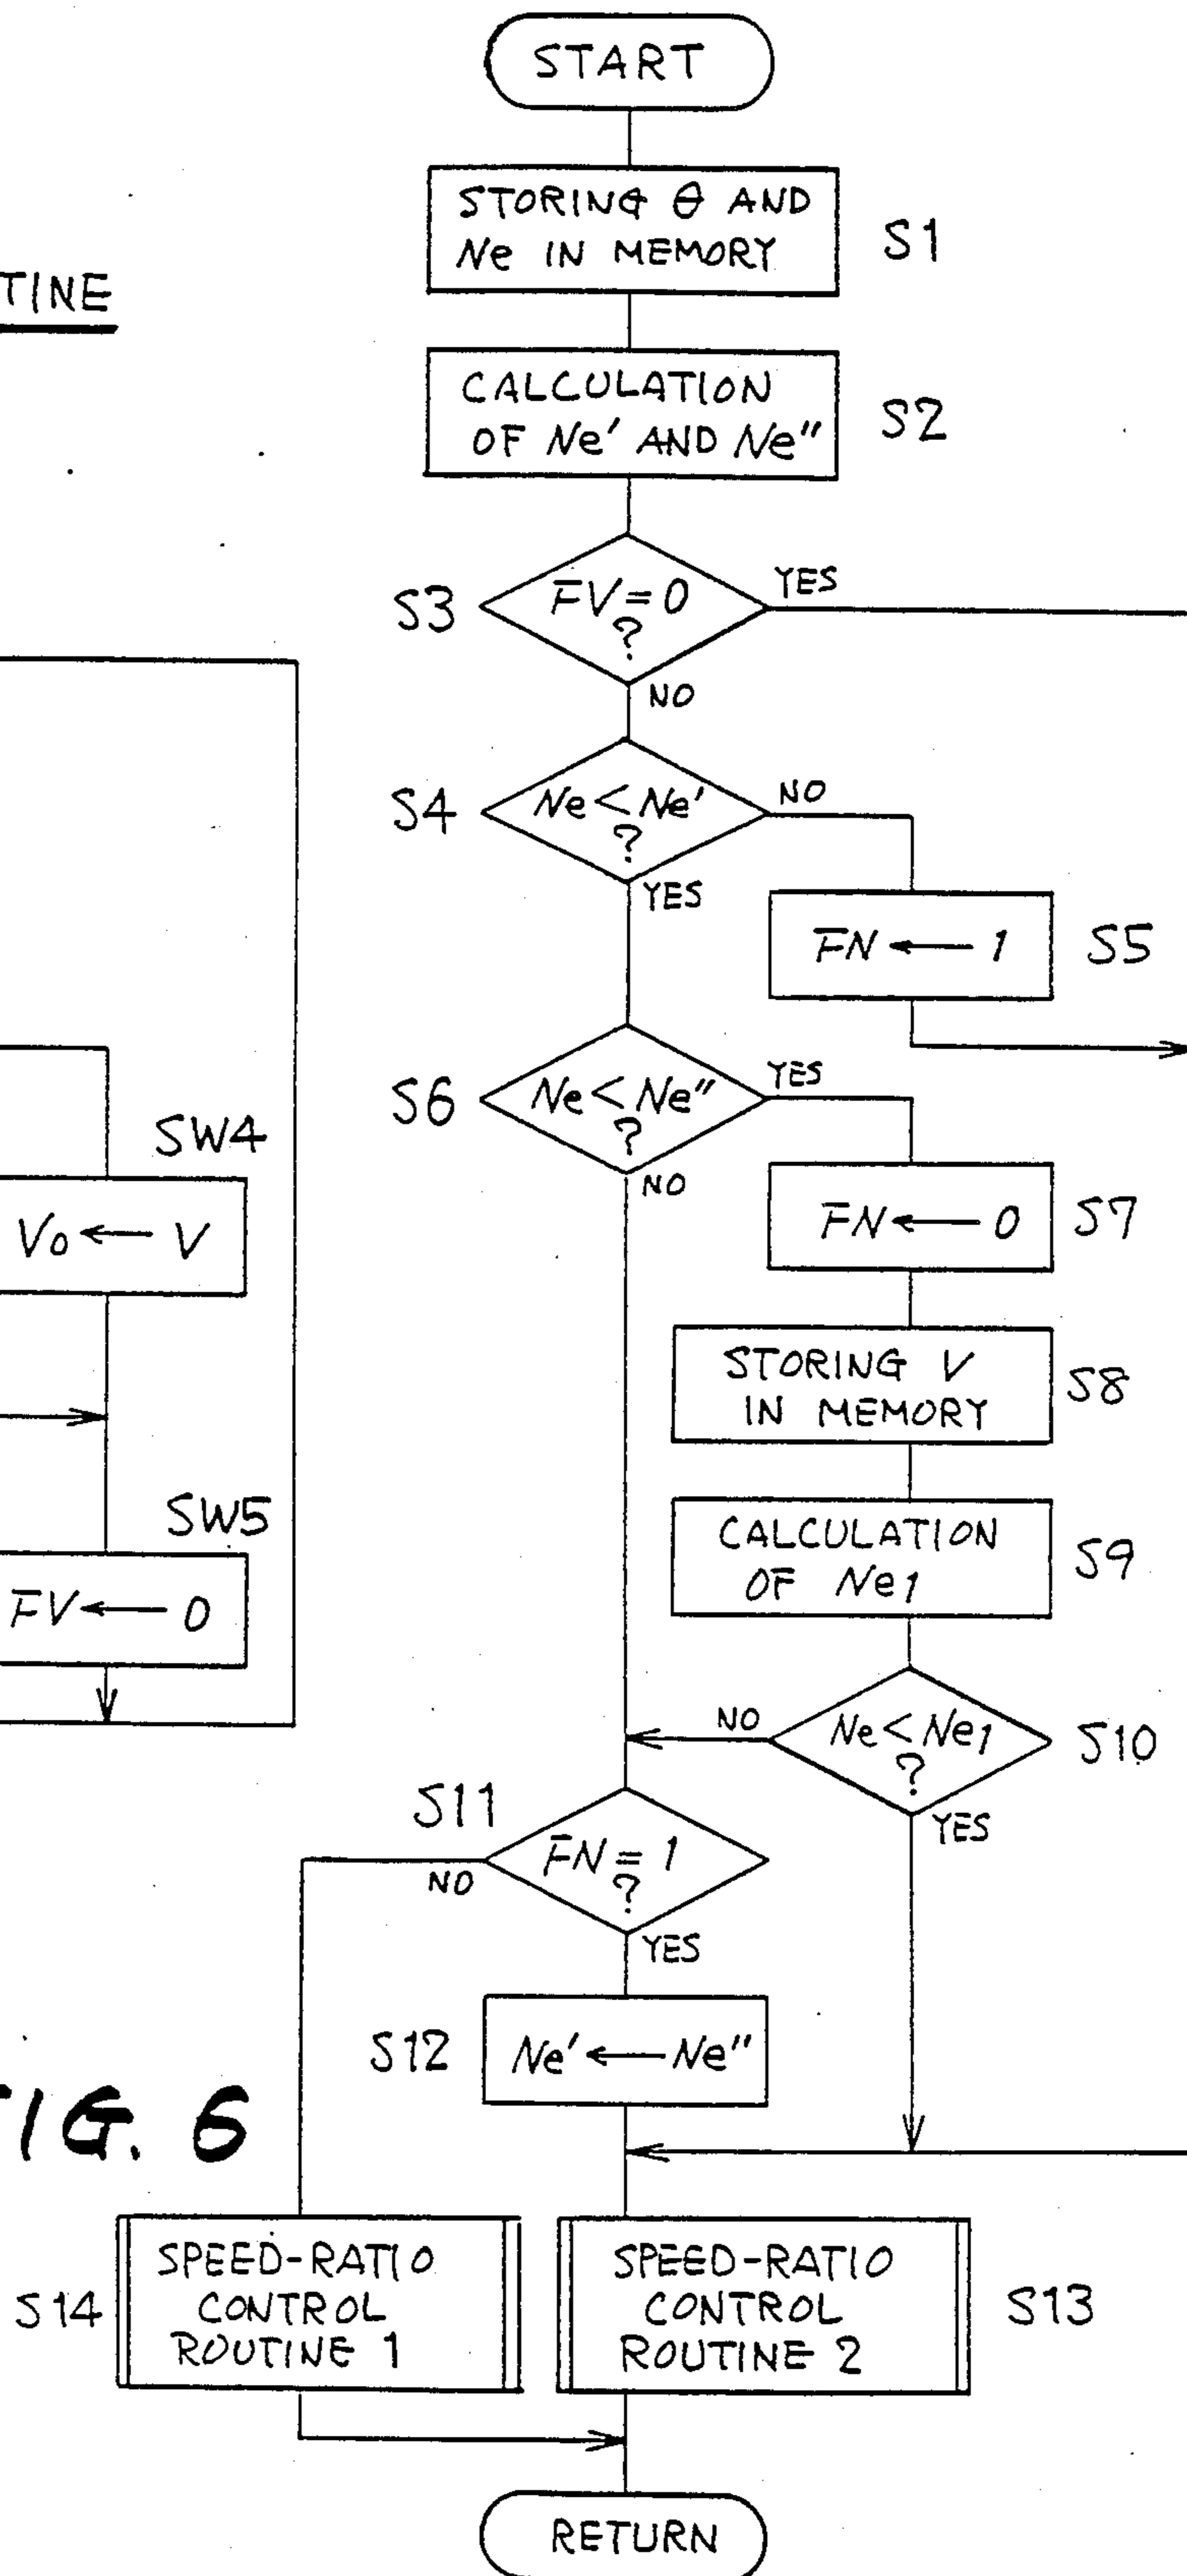 START
STORING θ AND
Ne IN MEMORY
S1
CALCULATION
OF Ne′ AND Ne″
S2
S3
FV = 0
?
YES
NO
S4
Ne < Ne′
?
NO
YES
FN ← 1
S5
S6
Ne < Ne″
?
YES
NO
FN ← 0
S7
STORING V
IN MEMORY
S8
CALCULATION
OF Ne1
S9
Ne < Ne1
?
S10
NO
YES
S11
FN = 1
?
NO
YES
S12
Ne′ ← Ne″
SPEED-RATIO
CONTROL
ROUTINE 1
S14
SPEED-RATIO
CONTROL
ROUTINE 2
S13
RETURN
TINE
SW4
Vo ← V
SW5
FV ← 0
FIG. 6